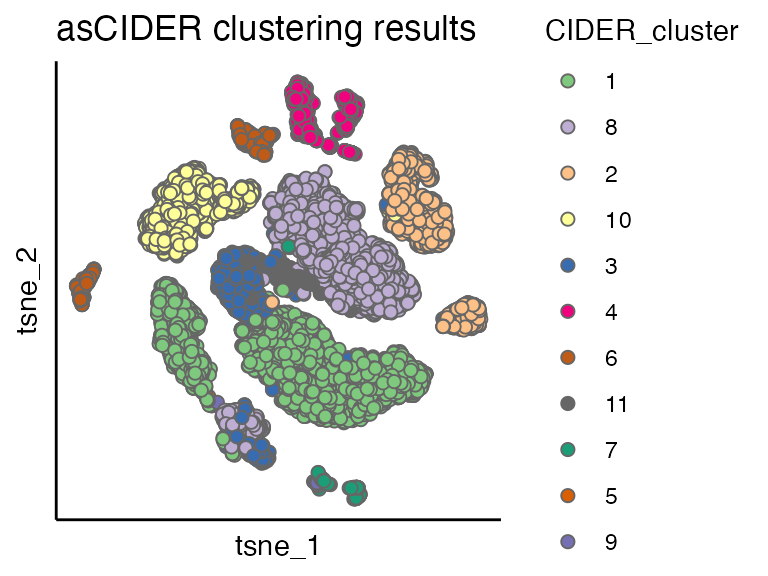 asCIDER clustering results
tsne_2
tsne_1
CIDER_cluster
1
8
2
10
3
4
6
11
7
5
9